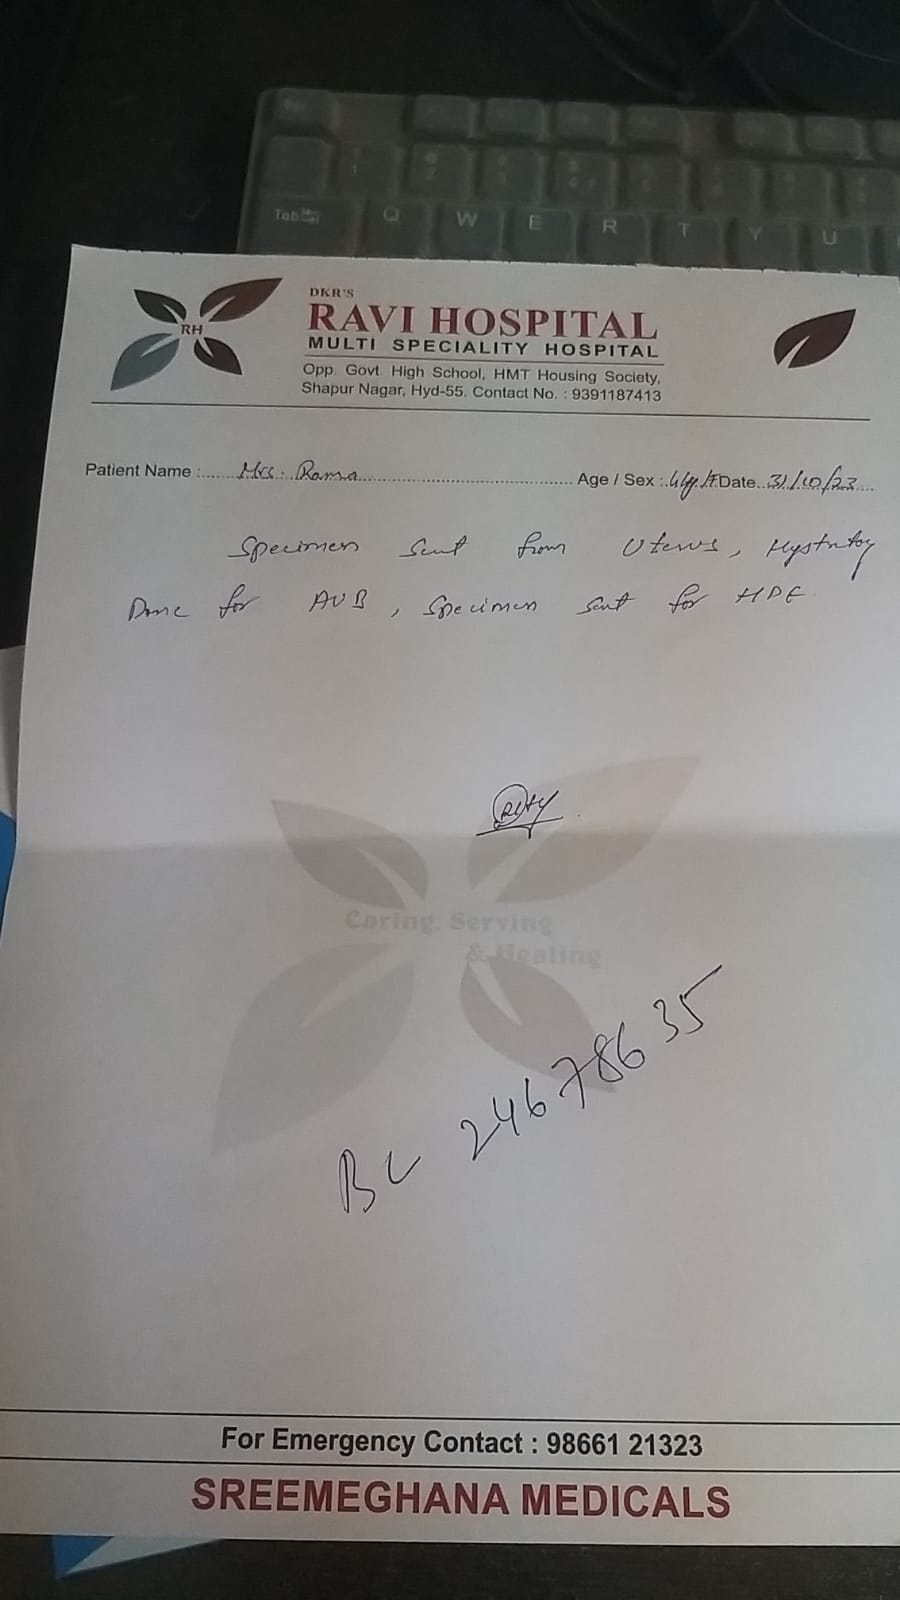 RH
DKR'S
RAVI HOSPITAL
MULTI SPECIALITY HOSPITAL
Opp. Govt. High School, HMT Housing Society,
Shapur Nagar, Hyd-55, Contact No. : 9391187413
Patient Name : Mrs. Rama Age / Sex : /F Date 31/10/23
Specimen sent from Uterus,
Done for AUB, Specimen sent for HPE
Caring, Serving
& Healing
BC 24678635
For Emergency Contact : 98661 21323
SREEMEGHANA MEDICALS
Tab Q W E R T Y U